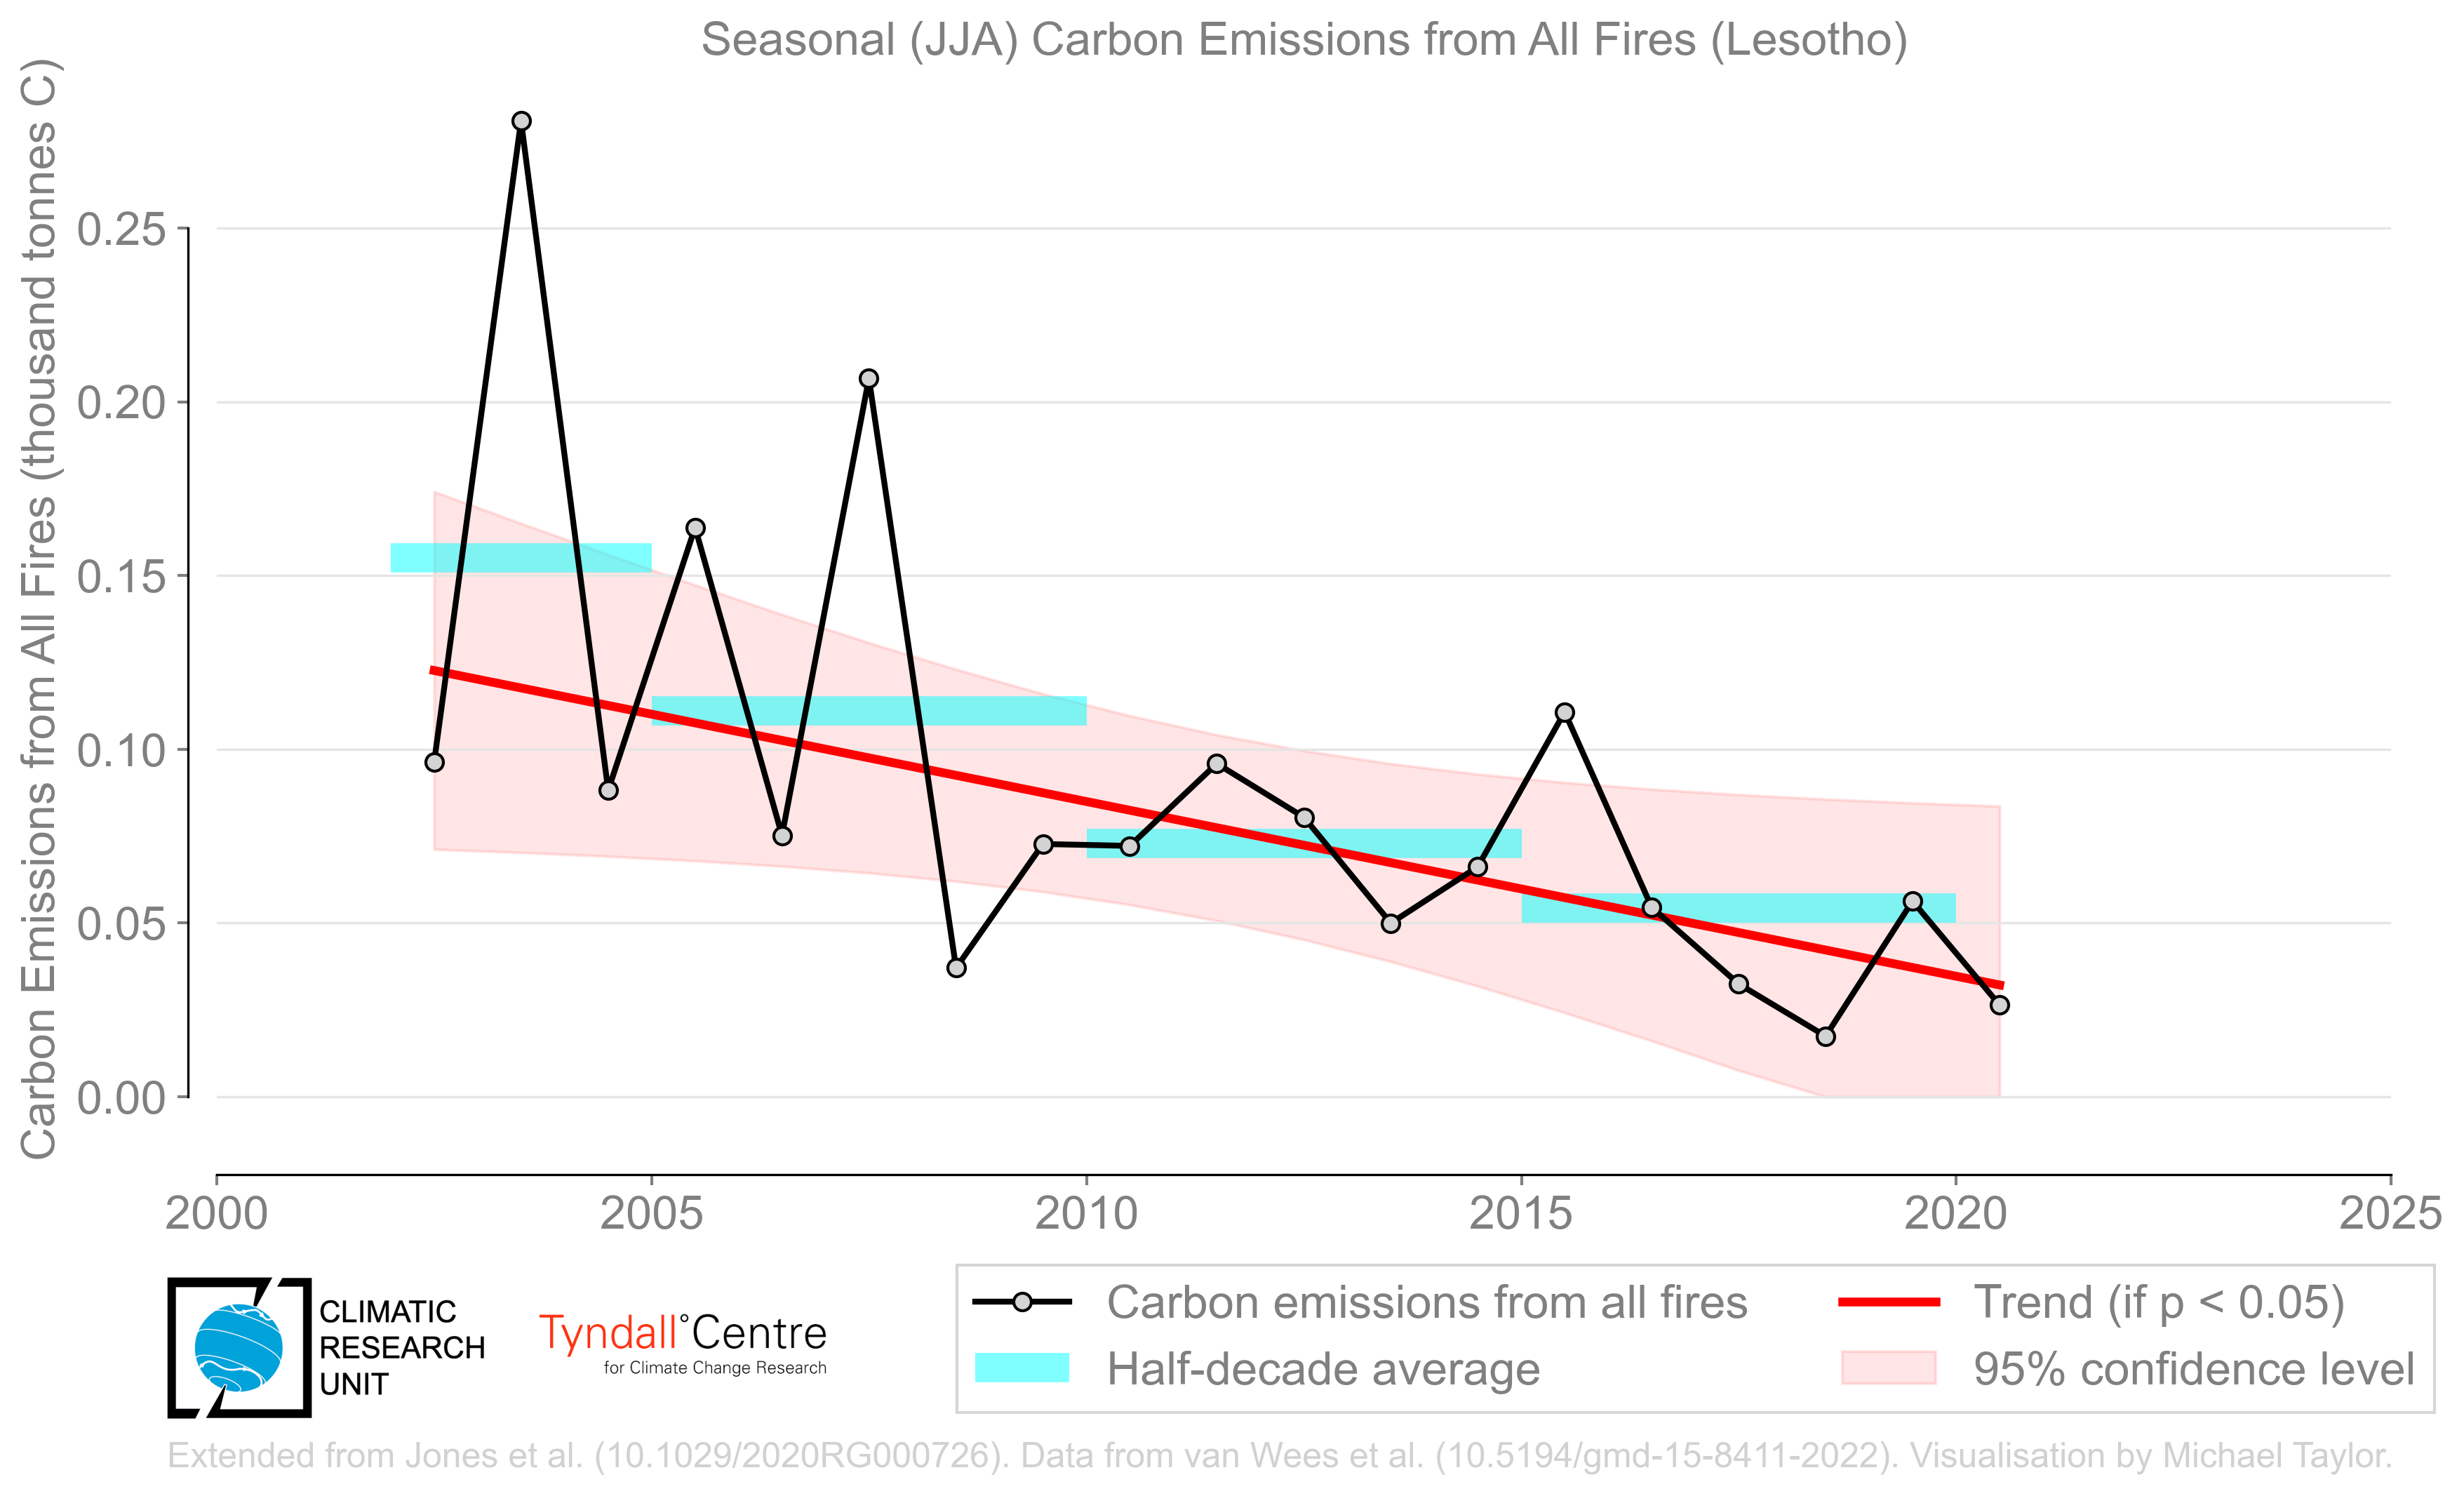 Seasonal (JJA) Carbon Emissions from All Fires (Lesotho)
Carbon Emissions from All Fires (thousand tonnes C)
0.25
0.20
0.15
0.10
0.05
0.00
2000 2005 2010 2015 2020 2025
CLIMATIC
RESEARCH
UNIT
Tyndall°Centre
for Climate Change Research
Carbon emissions from all fires
Half-decade average
Trend (if p < 0.05)
95% confidence level
Extended from Jones et al. (10.1029/2020RG000726). Data from van Wees et al. (10.5194/gmd-15-8411-2022). Visualisation by Michael Taylor.